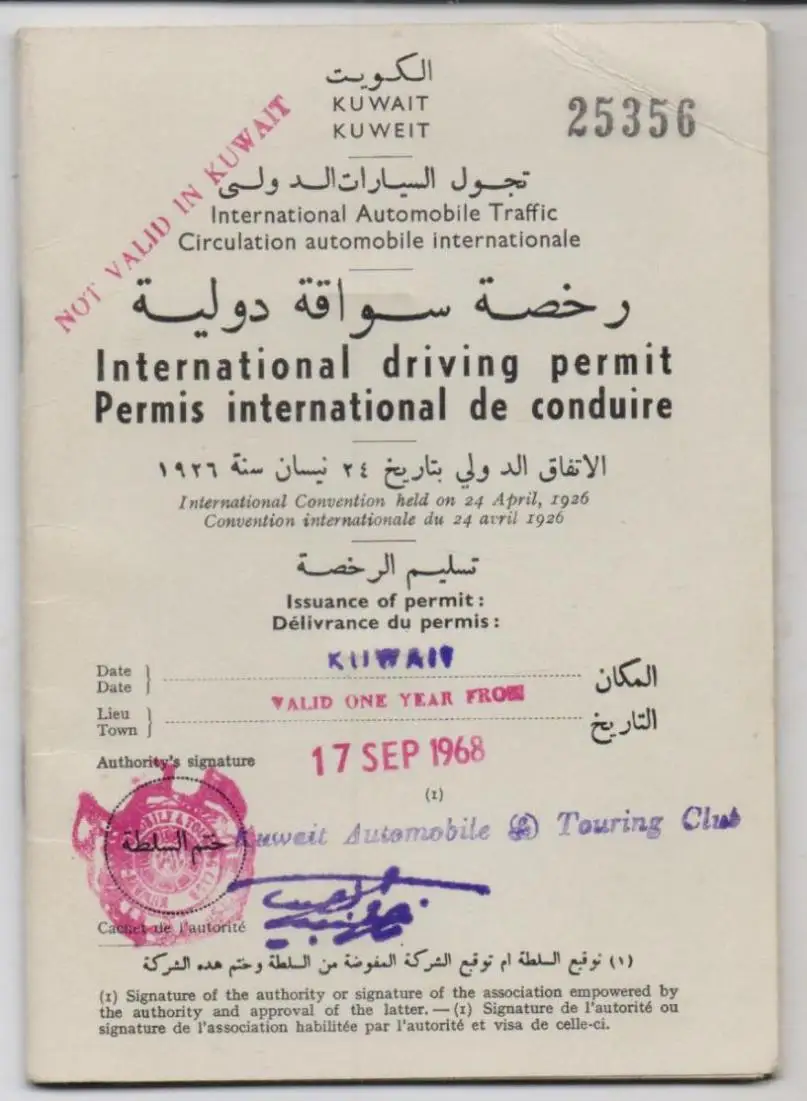 الكويت
KUWAIT
KUWEIT
25356
NOT VALID IN KUWAIT
تجول السيارات الدولي
International Automobile Traffic
Circulation automobile internationale
رخصة سواقة دولية
International driving permit
Permis international de conduire
الاتفاق الدولي بتاريخ ٢٤ نيسان سنة ١٩٢٦
International Convention held on 24 April, 1926
Convention internationale du 24 avril 1926
تسليم الرخصة
Issuance of permit:
Délivrance du permis:
KUWAIT
Date
Date
المكان
VALID ONE YEAR FROM
Lieu
Town
التاريخ
17 SEP 1968
Authority's signature
(1)
Kuwait Automobile & Touring Club
ختم السلطة
Cachet de l'autorité
(١) توقيع السلطة ام توقيع الشركة المفوضة من السلطة وختم هذه الشركة
(1) Signature of the authority or signature of the association empowered by
the authority and approval of the latter. — (1) Signature de l'autorité ou
signature de l'association habilitée par l'autorité et visa de celle-ci.